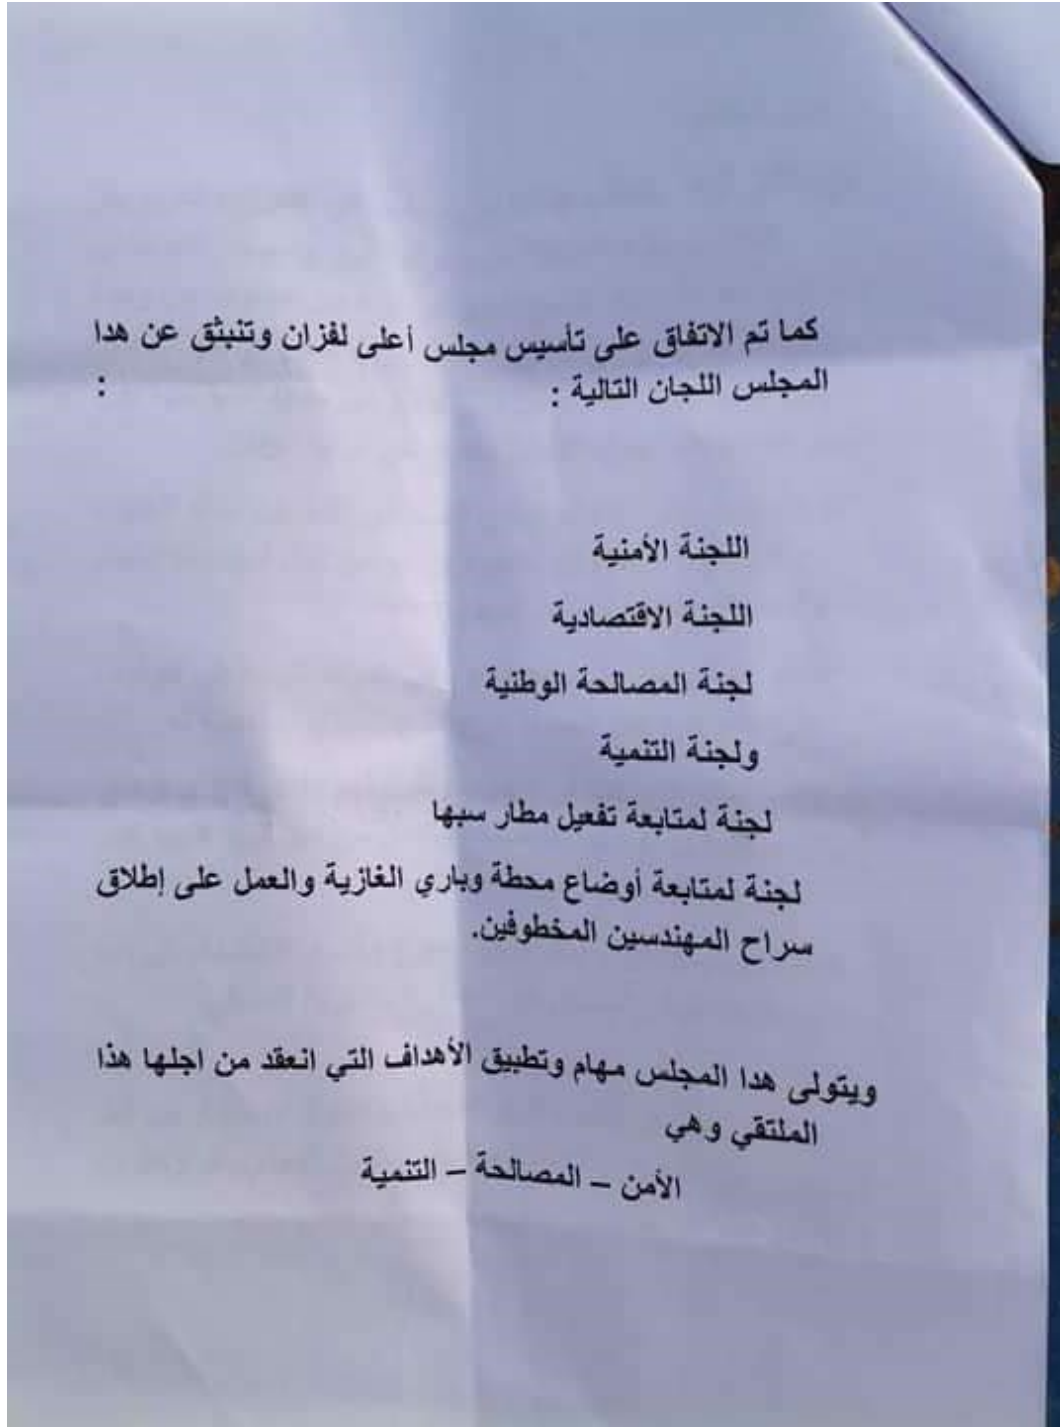 كما تم الاتفاق على تأسيس مجلس أعلى لفزان وتنبثق عن هدا
المجلس اللجان التالية : :
اللجنة الأمنية
اللجنة الاقتصادية
لجنة المصالحة الوطنية
ولجنة التنمية
لجنة لمتابعة تفعيل مطار سبها
لجنة لمتابعة أوضاع محطة وباري الغازية والعمل على إطلاق
سراح المهندسين المخطوفين.
ويتولى هدا المجلس مهام وتطبيق الأهداف التي انعقد من اجلها هذا
الملتقي وهي
الأمن – المصالحة – التنمية